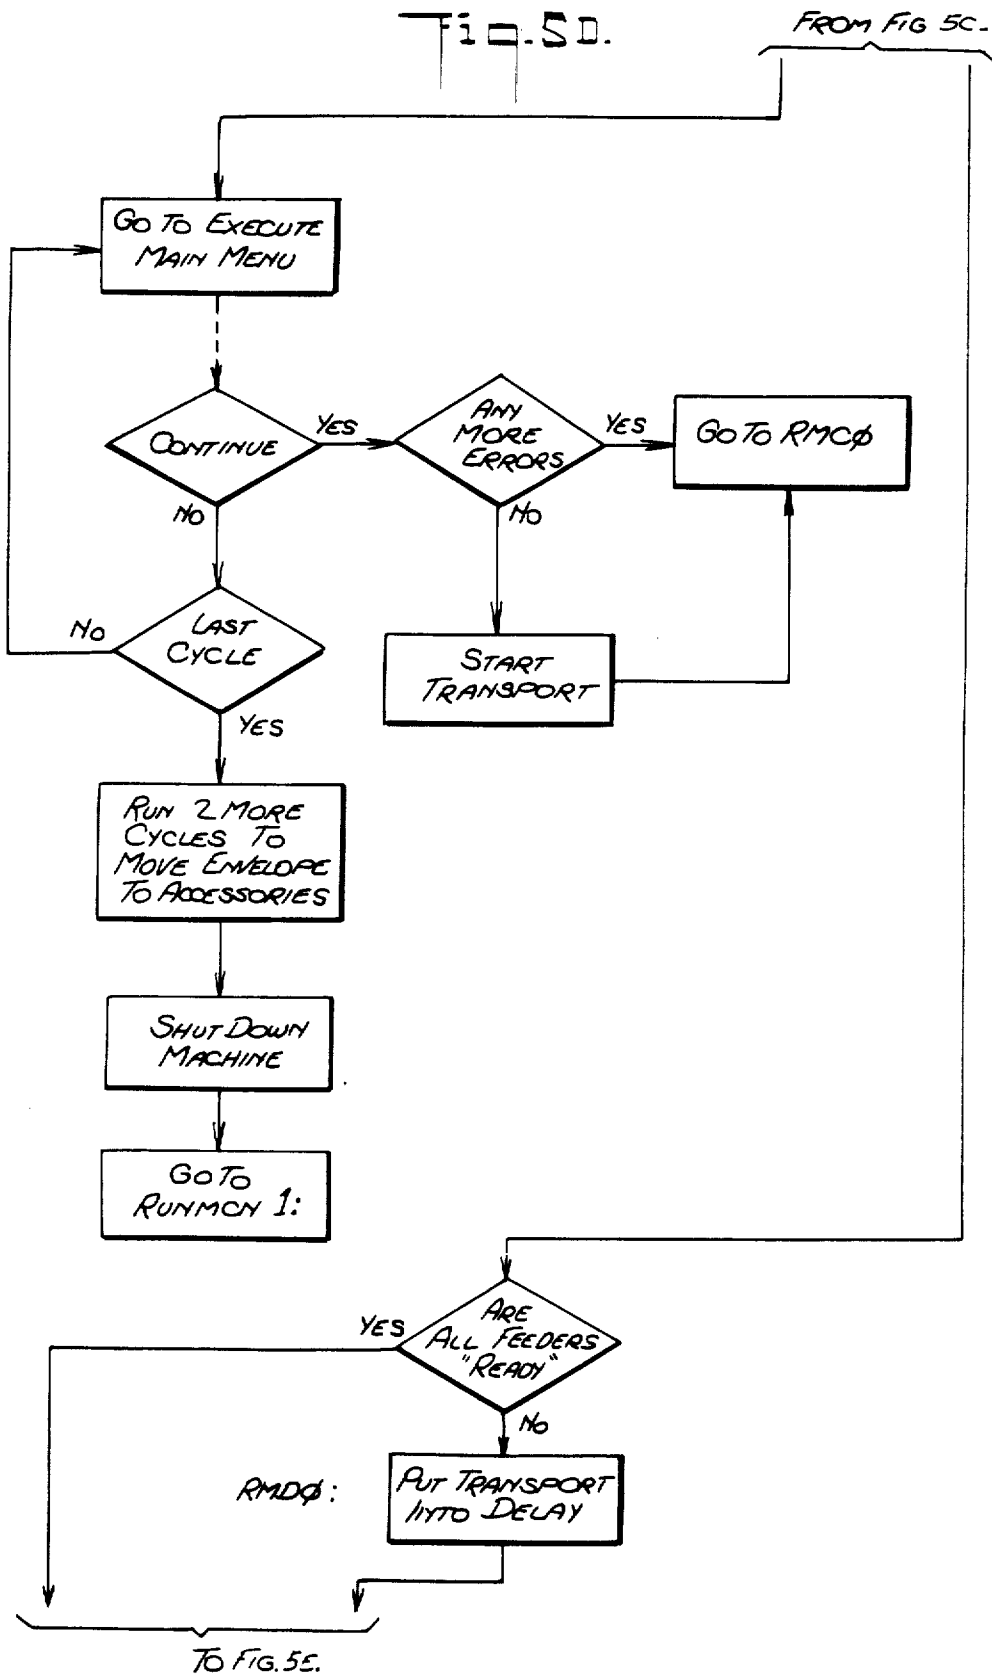 Fig. 5D.
FROM FIG 5C.
GO TO EXECUTE
MAIN MENU
CONTINUE
YES
NO
ANY
MORE
ERRORS
YES
NO
GO TO RMCØ
LAST
CYCLE
NO
YES
START
TRANSPORT
RUN 2 MORE
CYCLES TO
MOVE ENVELOPE
TO ACCESSORIES
SHUT DOWN
MACHINE
GO TO
RUNMCN 1:
ARE
ALL FEEDERS
"READY"
YES
NO
RMDØ:
PUT TRANSPORT
INTO DELAY
TO FIG. 5E.